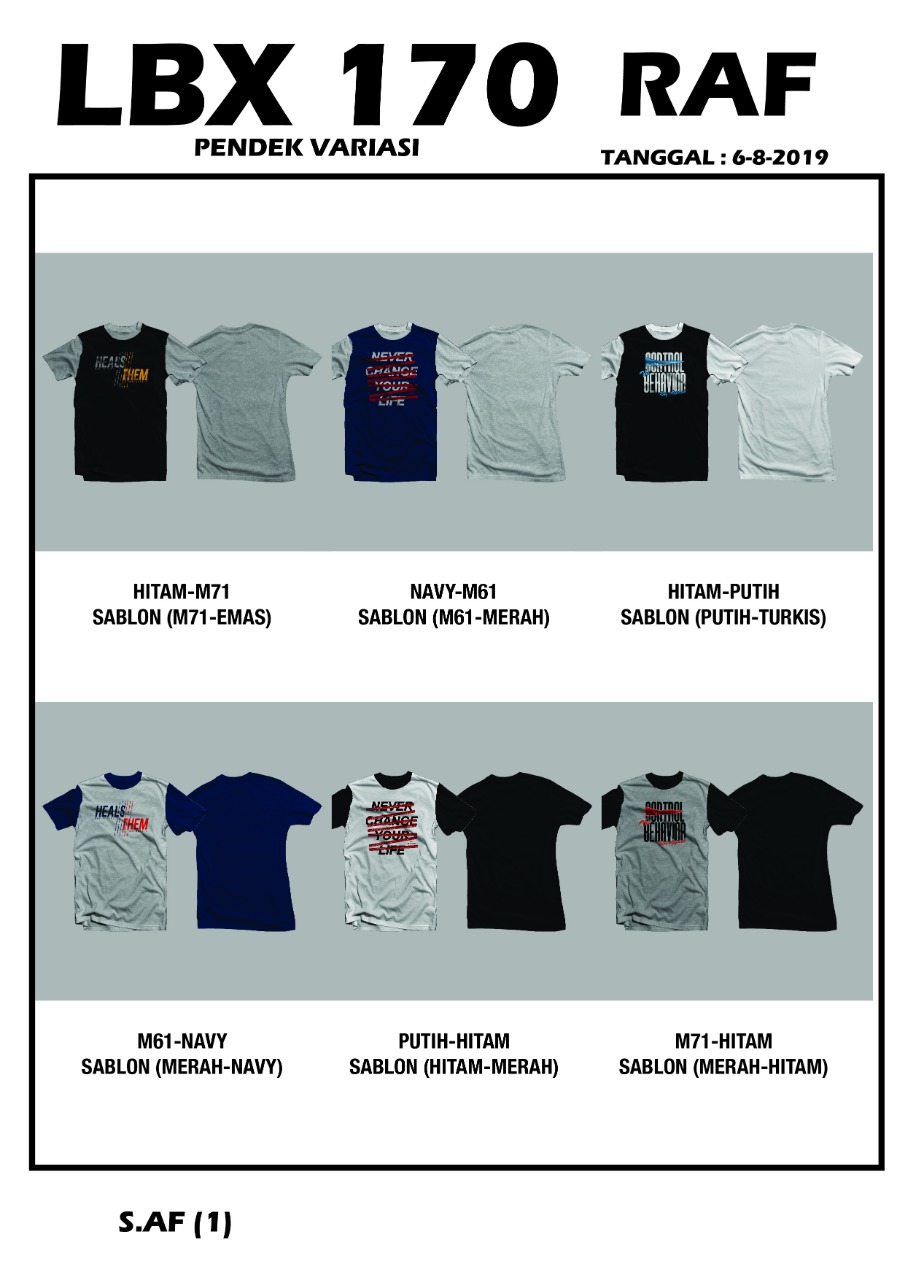 LBX 170 RAF
PENDEK VARIASI
TANGGAL : 6-8-2019
HEALS
THEM
NEVER
CHANGE
YOUR
LIFE
CONTROL
BEHAVIOR
HITAM-M71
SABLON (M71-EMAS)
NAVY-M61
SABLON (M61-MERAH)
HITAM-PUTIH
SABLON (PUTIH-TURKIS)
HEALS
THEM
NEVER
CHANGE
YOUR
LIFE
CONTROL
BEHAVIOR
M61-NAVY
SABLON (MERAH-NAVY)
PUTIH-HITAM
SABLON (HITAM-MERAH)
M71-HITAM
SABLON (MERAH-HITAM)
S.AF (1)